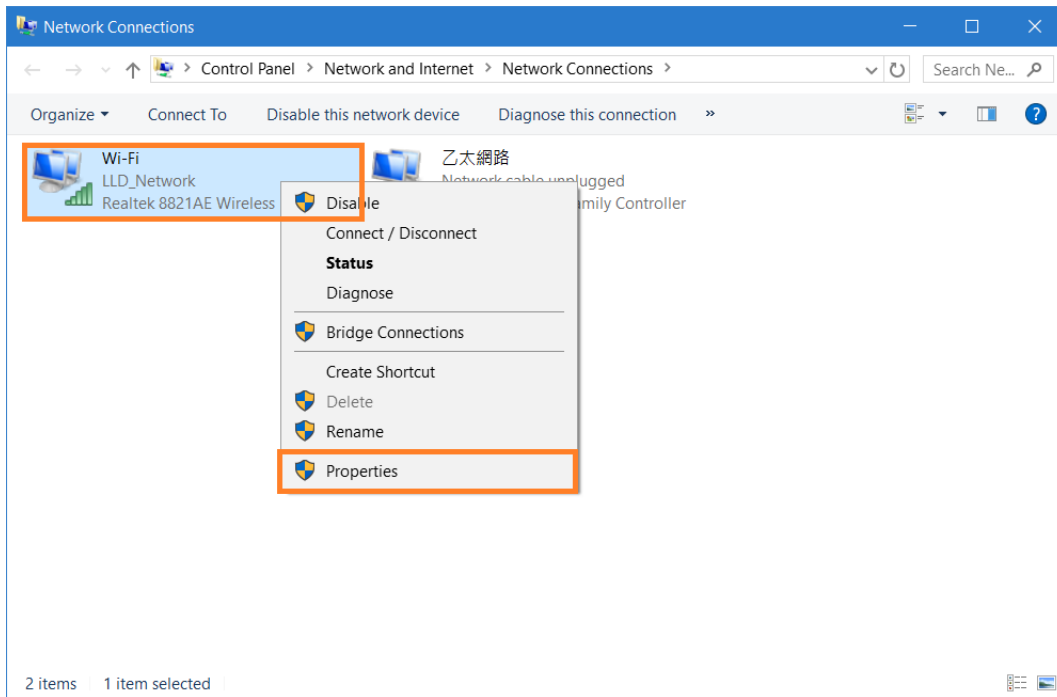 Network Connections
Control Panel > Network and Internet > Network Connections >
Search Ne...
Organize Connect To Disable this network device Diagnose this connection »
Wi-Fi
LLD_Network
Realtek 8821AE Wireless
乙太網路
Network cable unplugged
amily Controller
Disable
Connect / Disconnect
Status
Diagnose
Bridge Connections
Create Shortcut
Delete
Rename
Properties
2 items 1 item selected